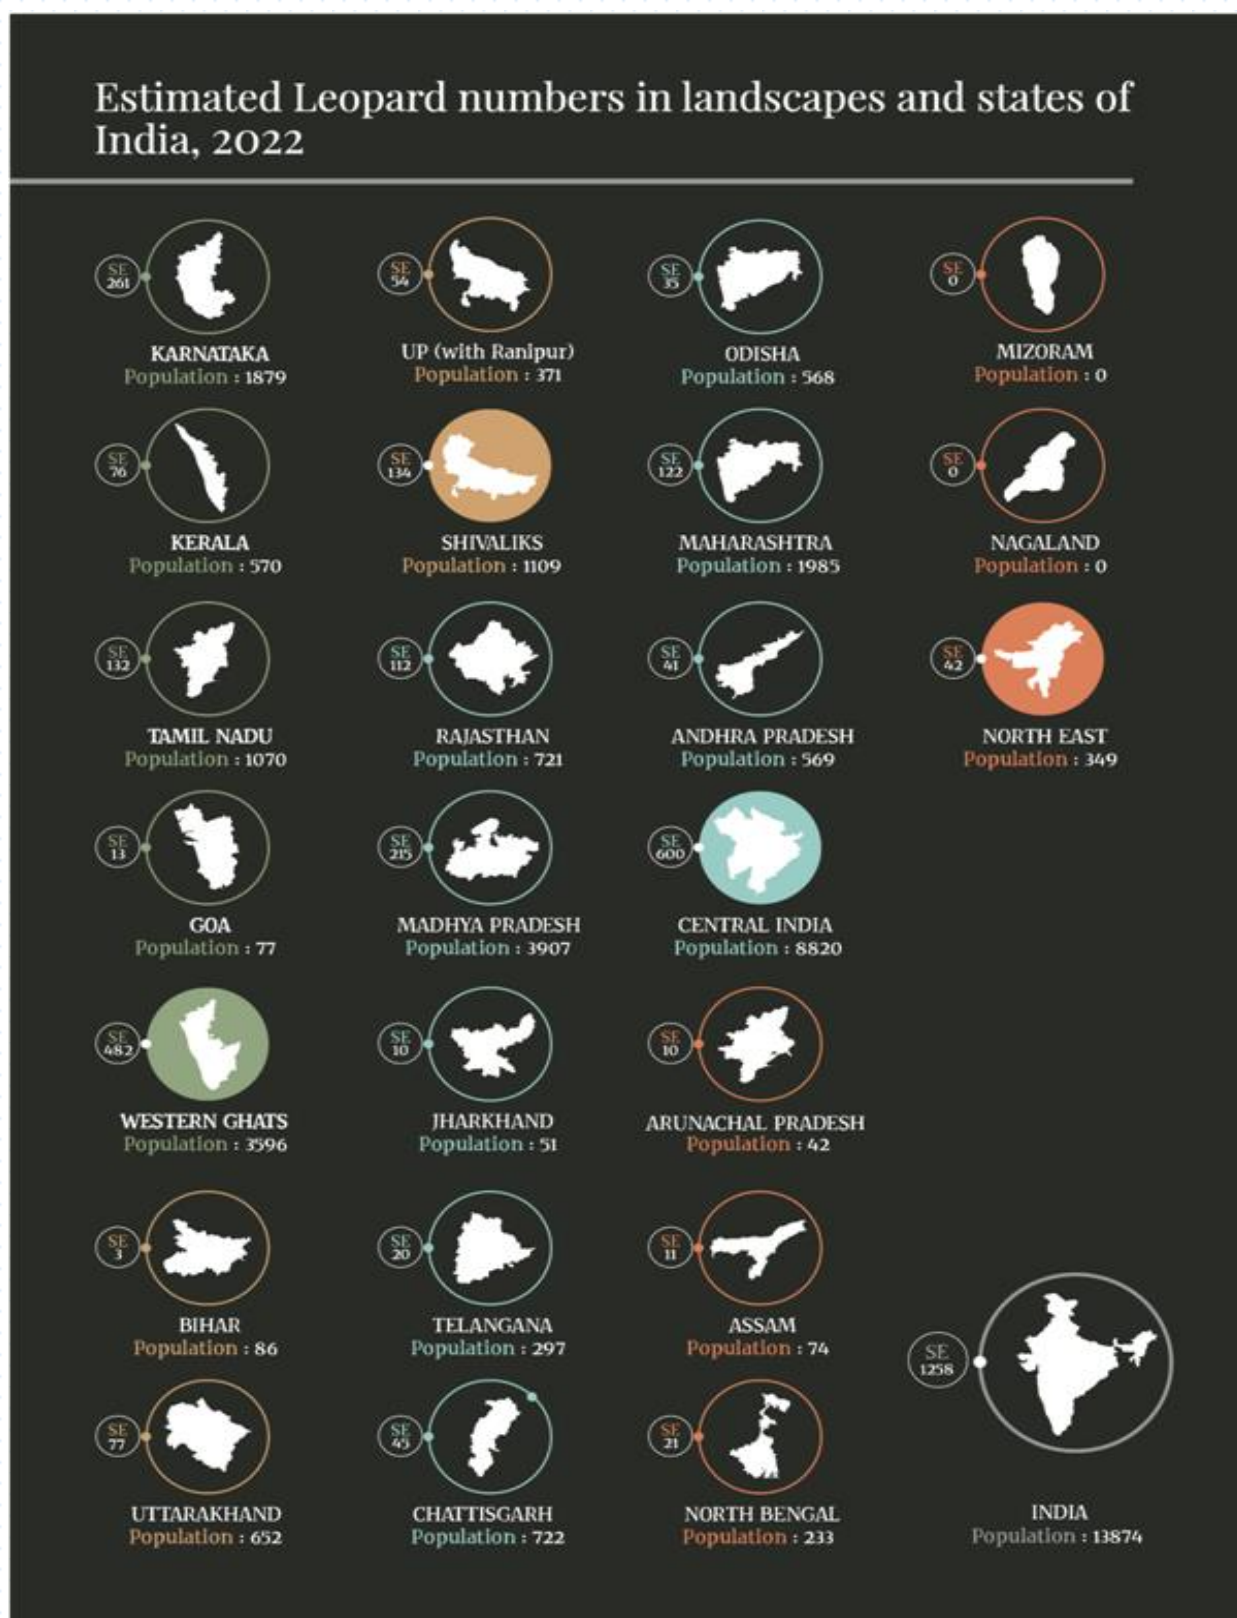 Estimated Leopard numbers in landscapes and states of
India, 2022
SE
261
KARNATAKA
Population : 1879
SE
76
KERALA
Population : 570
SE
132
TAMIL NADU
Population : 1070
SE
13
GOA
Population : 77
SE
482
WESTERN GHATS
Population : 3596
SE
3
BIHAR
Population : 86
SE
77
UTTARAKHAND
Population : 652
SE
54
UP (with Ranipur)
Population : 371
SE
134
SHIVALIKS
Population : 1109
SE
112
RAJASTHAN
Population : 721
SE
215
MADHYA PRADESH
Population : 3907
SE
10
JHARKHAND
Population : 51
SE
20
TELANGANA
Population : 297
SE
45
CHATTISGARH
Population : 722
SE
35
ODISHA
Population : 568
SE
122
MAHARASHTRA
Population : 1985
SE
41
ANDHRA PRADESH
Population : 569
SE
600
CENTRAL INDIA
Population : 8820
SE
10
ARUNACHAL PRADESH
Population : 42
SE
11
ASSAM
Population : 74
SE
21
NORTH BENGAL
Population : 233
SE
0
MIZORAM
Population : 0
SE
0
NAGALAND
Population : 0
SE
42
NORTH EAST
Population : 349
SE
1258
INDIA
Population : 13874